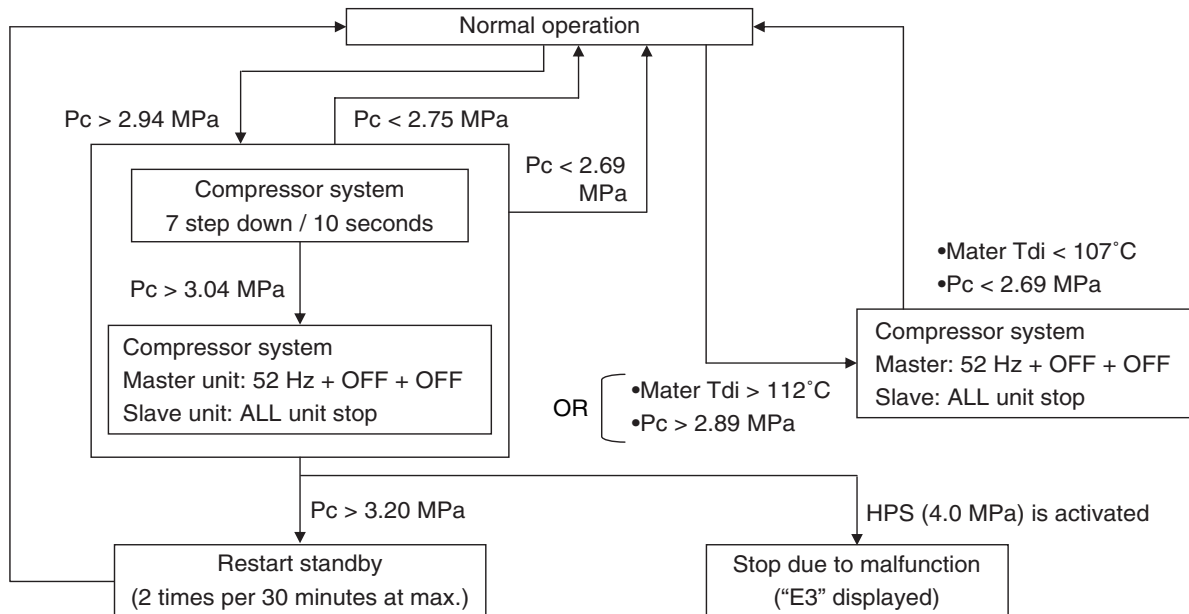 Normal operation
Pc > 2.94 MPa
Pc < 2.75 MPa
Pc < 2.69
MPa
Compressor system
7 step down / 10 seconds
Pc > 3.04 MPa
Compressor system
Master unit: 52 Hz + OFF + OFF
Slave unit: ALL unit stop
OR
•Mater Tdi > 112˚C
•Pc > 2.89 MPa
•Mater Tdi < 107˚C
•Pc < 2.69 MPa
Compressor system
Master: 52 Hz + OFF + OFF
Slave: ALL unit stop
Pc > 3.20 MPa
HPS (4.0 MPa) is activated
Restart standby
(2 times per 30 minutes at max.)
Stop due to malfunction
(“E3” displayed)